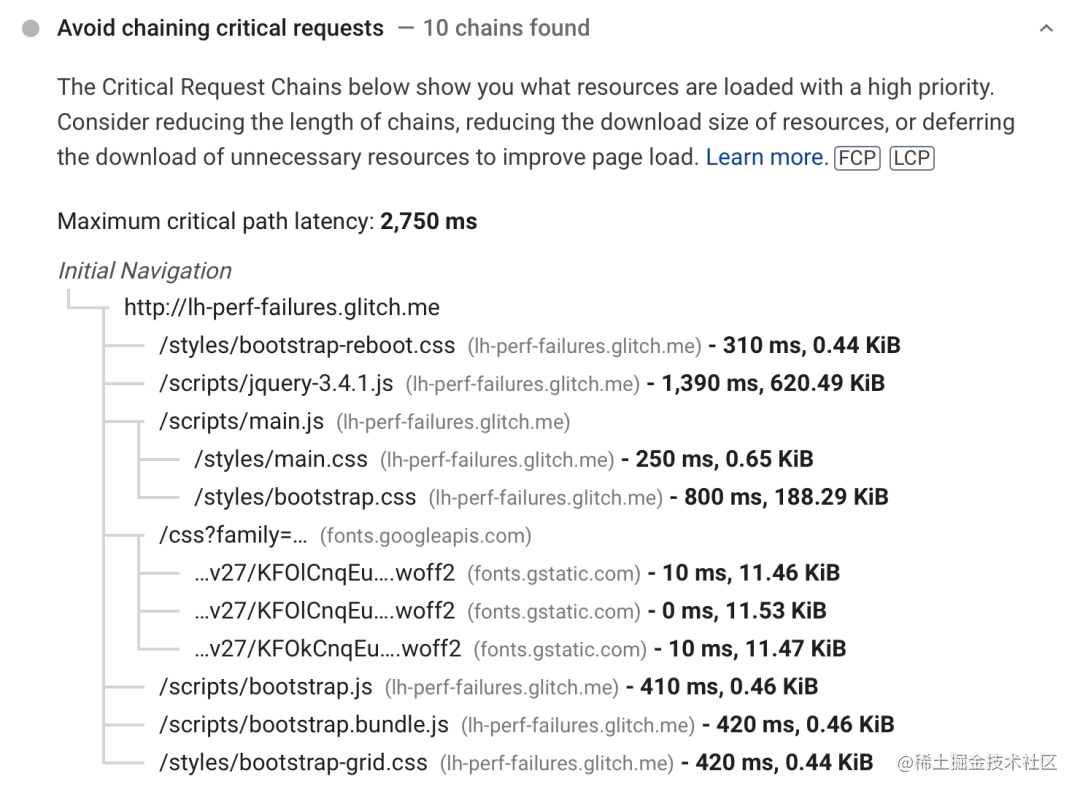 Avoid chaining critical requests — 10 chains found
The Critical Request Chains below show you what resources are loaded with a high priority.
Consider reducing the length of chains, reducing the download size of resources, or deferring
the download of unnecessary resources to improve page load. Learn more. FCP LCP
Maximum critical path latency: 2,750 ms
Initial Navigation
http://lh-perf-failures.glitch.me
/styles/bootstrap-reboot.css (lh-perf-failures.glitch.me) - 310 ms, 0.44 KiB
/scripts/jquery-3.4.1.js (lh-perf-failures.glitch.me) - 1,390 ms, 620.49 KiB
/scripts/main.js (lh-perf-failures.glitch.me)
/styles/main.css (lh-perf-failures.glitch.me) - 250 ms, 0.65 KiB
/styles/bootstrap.css (lh-perf-failures.glitch.me) - 800 ms, 188.29 KiB
/css?family=… (fonts.googleapis.com)
…v27/KFOlCnqEu….woff2 (fonts.gstatic.com) - 10 ms, 11.46 KiB
…v27/KFOlCnqEu….woff2 (fonts.gstatic.com) - 0 ms, 11.53 KiB
…v27/KFOkCnqEu….woff2 (fonts.gstatic.com) - 10 ms, 11.47 KiB
/scripts/bootstrap.js (lh-perf-failures.glitch.me) - 410 ms, 0.46 KiB
/scripts/bootstrap.bundle.js (lh-perf-failures.glitch.me) - 420 ms, 0.46 KiB
/styles/bootstrap-grid.css (lh-perf-failures.glitch.me) - 420 ms, 0.44 KiB
@稀土掘金技术社区